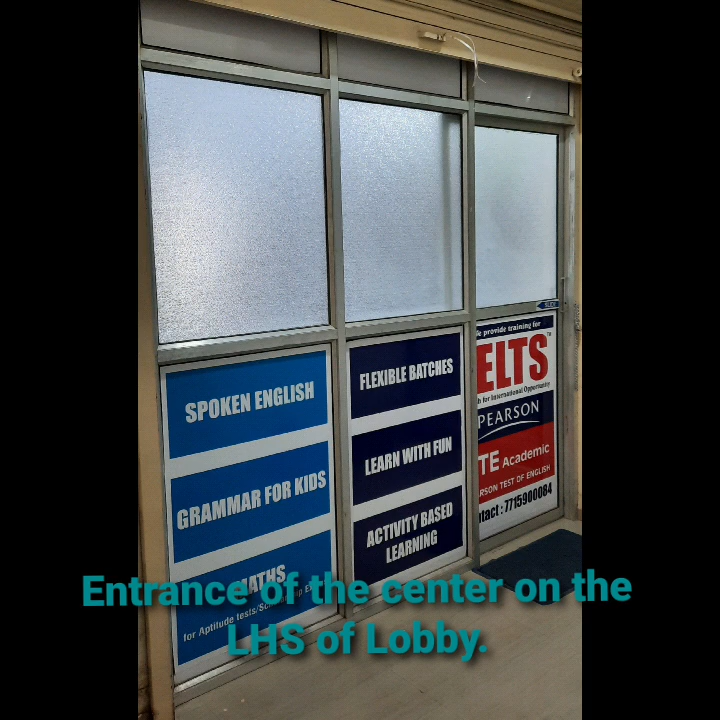 SPOKEN ENGLISH
GRAMMAR FOR KIDS
MATHS
for Aptitude tests/Scholarship
FLEXIBLE BATCHES
LEARN WITH FUN
ACTIVITY BASED
LEARNING
e provide training for
ELTS
h for International Opportunity
PEARSON
TE Academic
RSON TEST OF ENGLISH
ntact : 7715900084
Entrance of the center on the
LHS of Lobby.